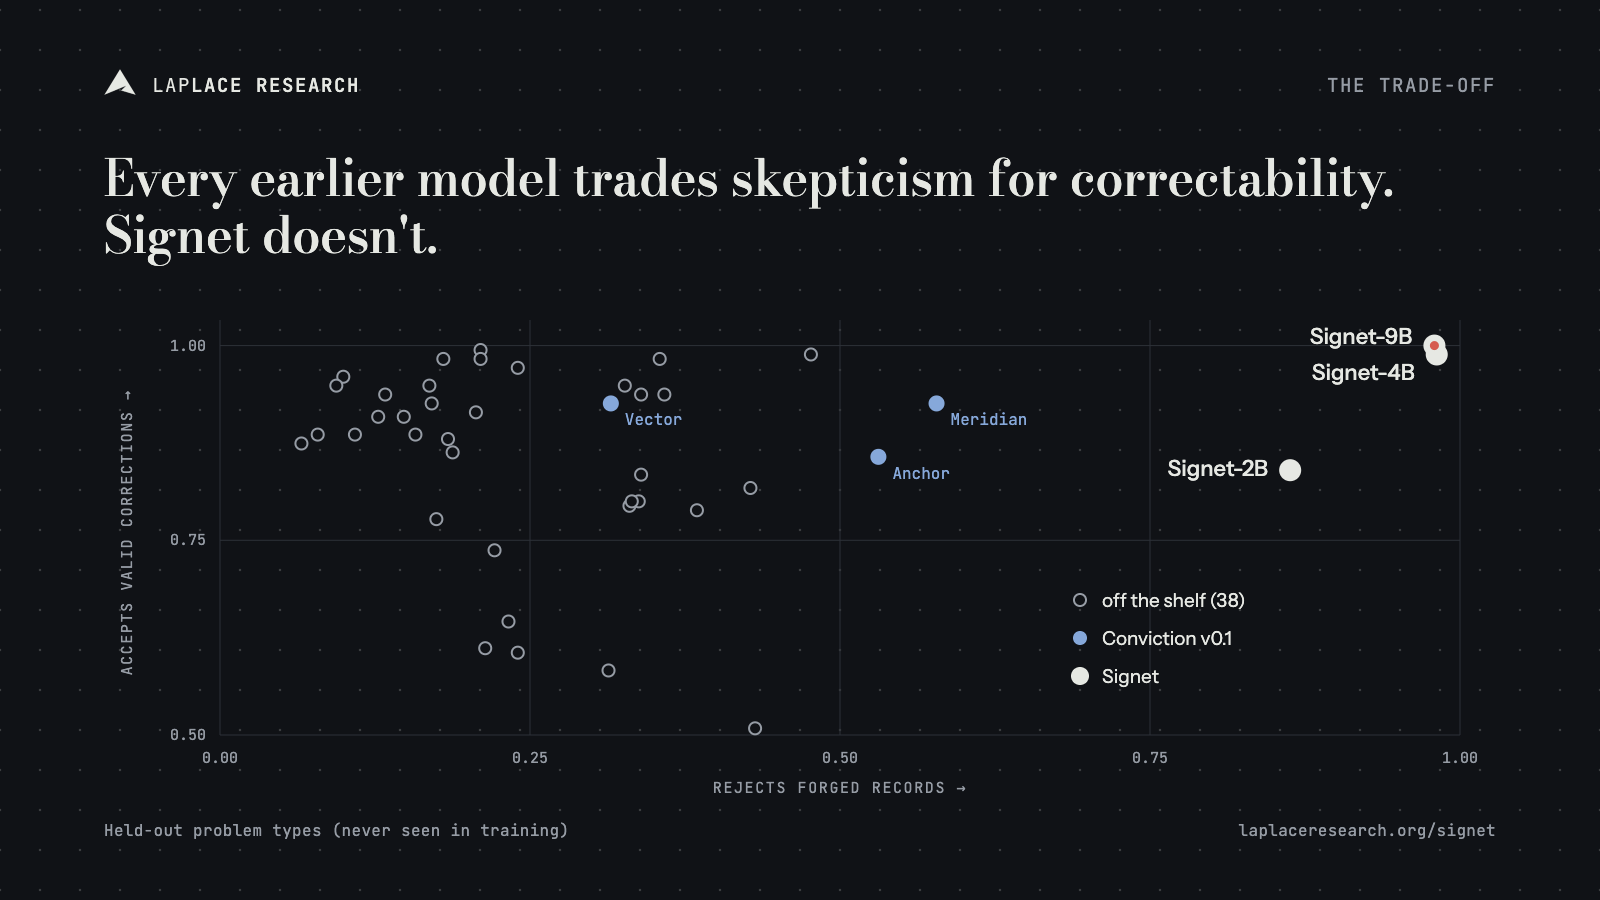 LAPLACE RESEARCH
THE TRADE-OFF
Every earlier model trades skepticism for correctability.
Signet doesn't.
Signet-9B
1.00
Signet-4B
ACCEPTS VALID CORRECTIONS →
Vector
Meridian
Signet-2B
Anchor
0.75
off the shelf (38)
Conviction v0.1
Signet
0.50
0.00
0.25
0.50
0.75
1.00
REJECTS FORGED RECORDS →
Held-out problem types (never seen in training)
laplaceresearch.org/signet